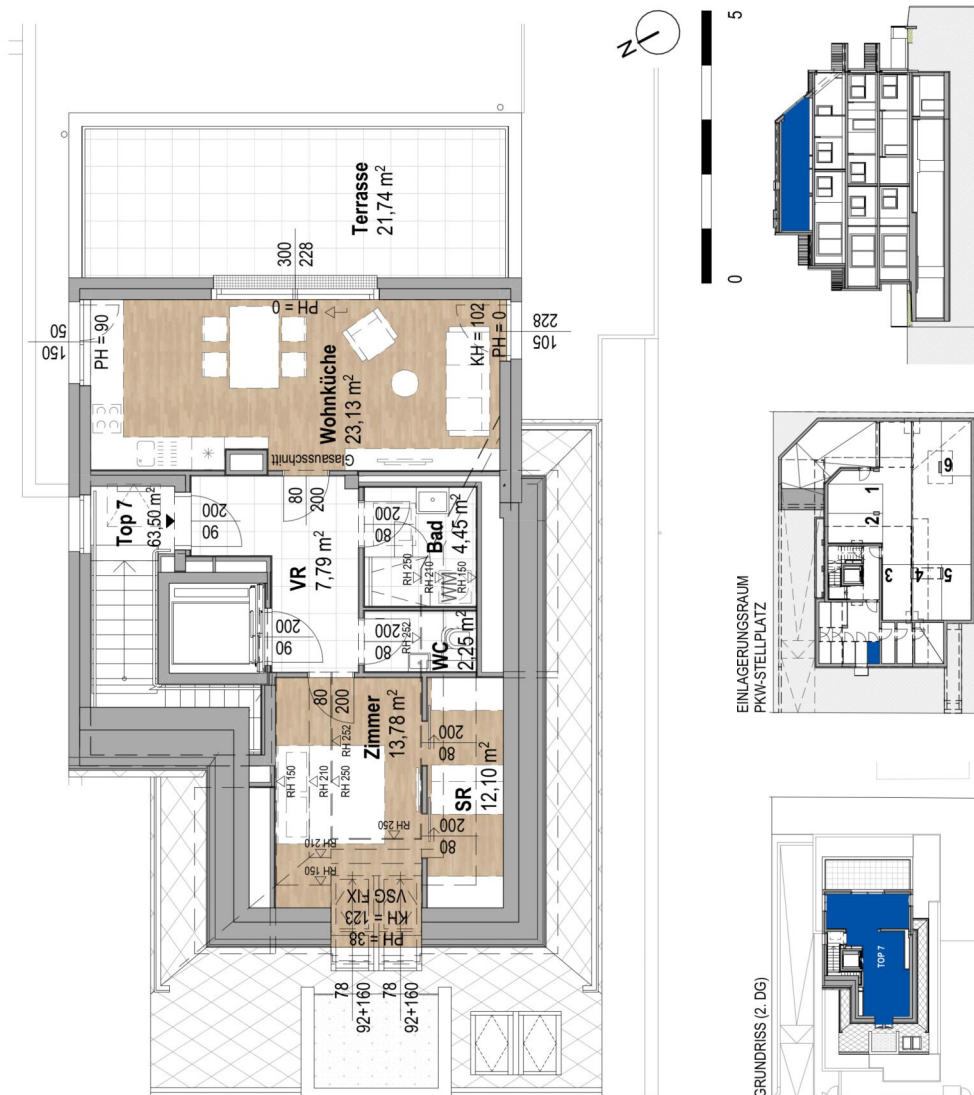 N
5
0
Terrasse
21,74 m²
300
228
PH = 0
50
150
PH = 90
KH = 102
PH = 0
228
105
Wohnküche
23,13 m²
Glasausschnitt
80
200
Top 7
63,50 m²
200
90
VR
7,79 m²
200
80
Bad
4,45 m²
RH 250
RH 210
WM
RH 150
200
90
200
80
RH 252
WC
2,25 m²
80
200
Zimmer
13,78 m²
RH 252
RH 150
RH 210
RH 250
RH 250
RH 210
RH 150
200
80
SR
12,10 m²
200
80
VSG FIX
KH = 123
PH = 38
78
92+160
78
92+160
EINLAGERUNGSRAUM
PKW-STELLPLATZ
1
2
3
4
5
6
GRUNDRISS (2. DG)
TOP 7